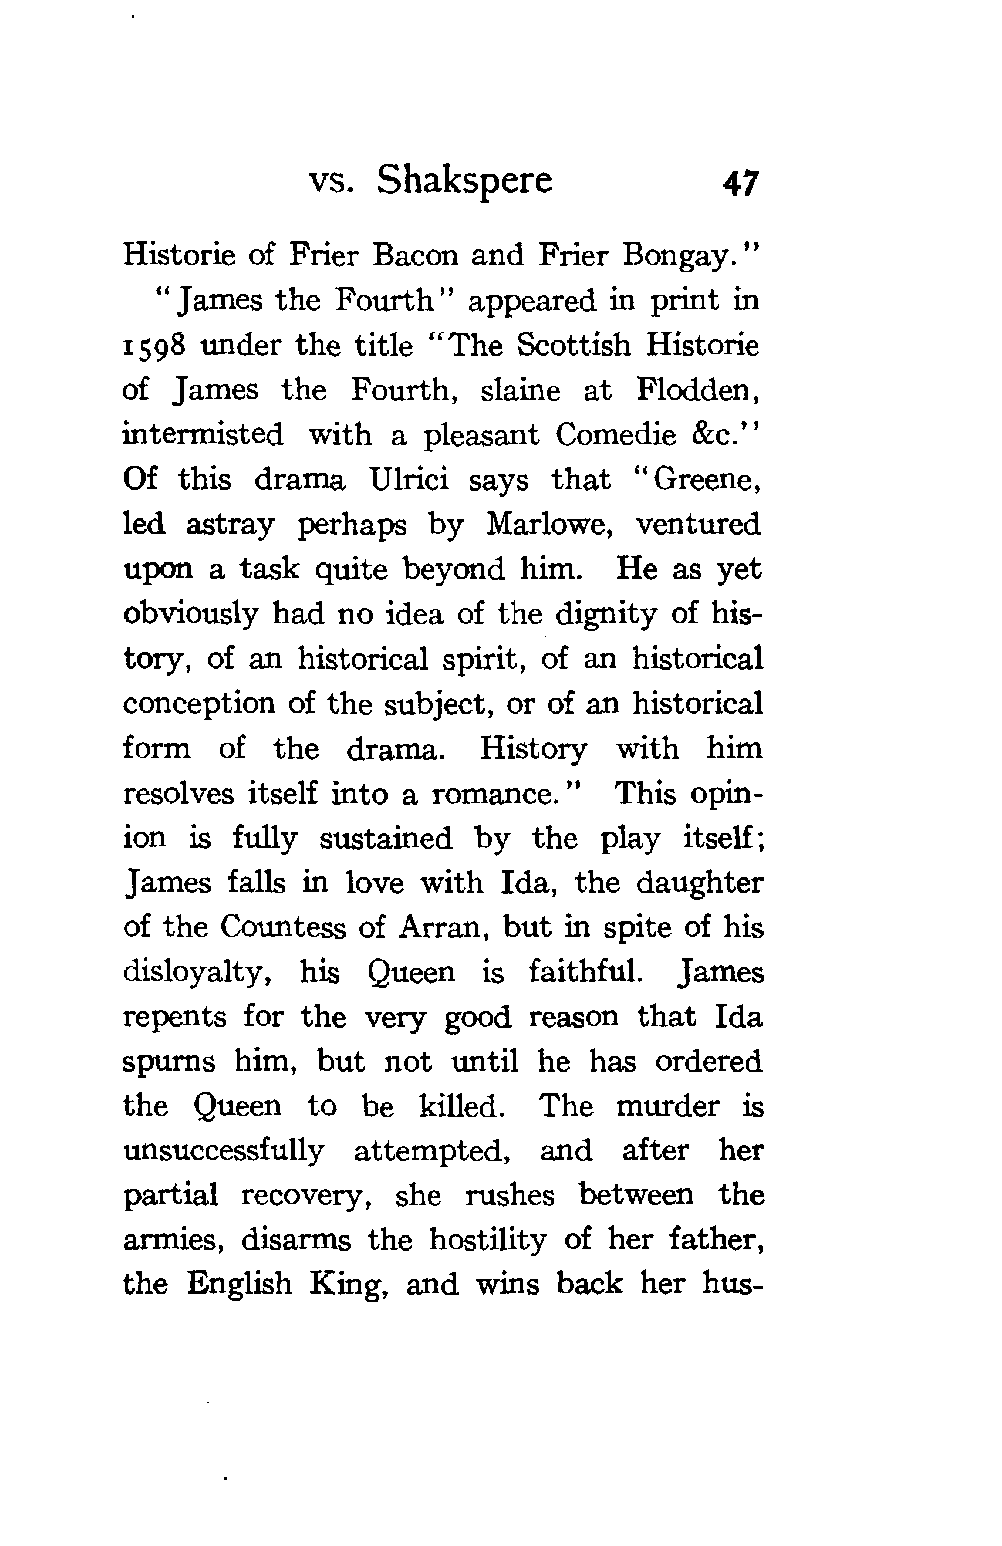 vs. Shakspere 47
Historie of Frier Bacon and Frier Bongay."
"James the Fourth" appeared in print in
1598 under the title "The Scottish Historie
of James the Fourth, slaine at Flodden,
intermisted with a pleasant Comedie &c."
Of this drama Ulrici says that "Greene,
led astray perhaps by Marlowe, ventured
upon a task quite beyond him. He as yet
obviously had no idea of the dignity of his-
tory, of an historical spirit, of an historical
conception of the subject, or of an historical
form of the drama. History with him
resolves itself into a romance." This opin-
ion is fully sustained by the play itself;
James falls in love with Ida, the daughter
of the Countess of Arran, but in spite of his
disloyalty, his Queen is faithful. James
repents for the very good reason that Ida
spurns him, but not until he has ordered
the Queen to be killed. The murder is
unsuccessfully attempted, and after her
partial recovery, she rushes between the
armies, disarms the hostility of her father,
the English King, and wins back her hus-